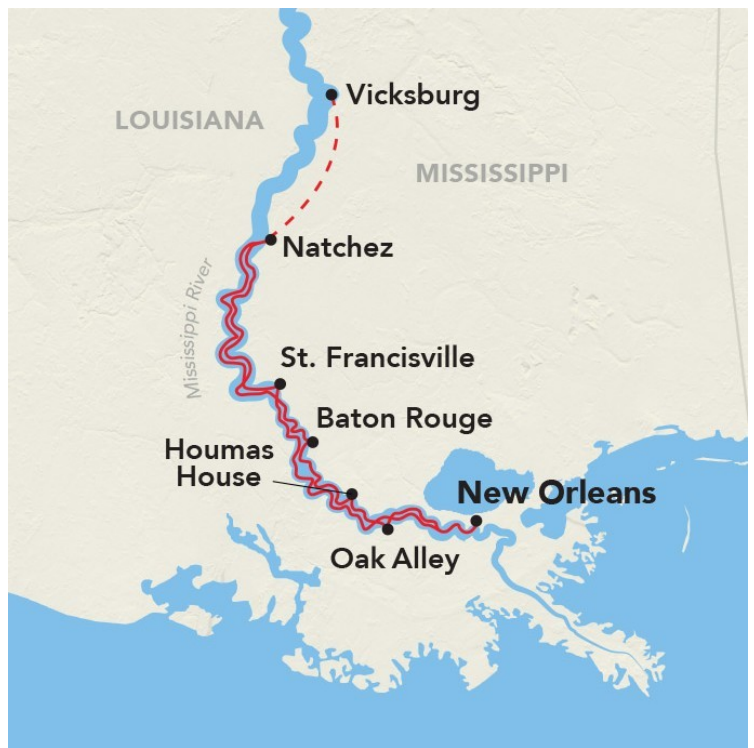 Vicksburg
LOUISIANA
MISSISSIPPI
Natchez
Mississippi River
St. Francisville
Baton Rouge
Houmas
House
New Orleans
Oak Alley